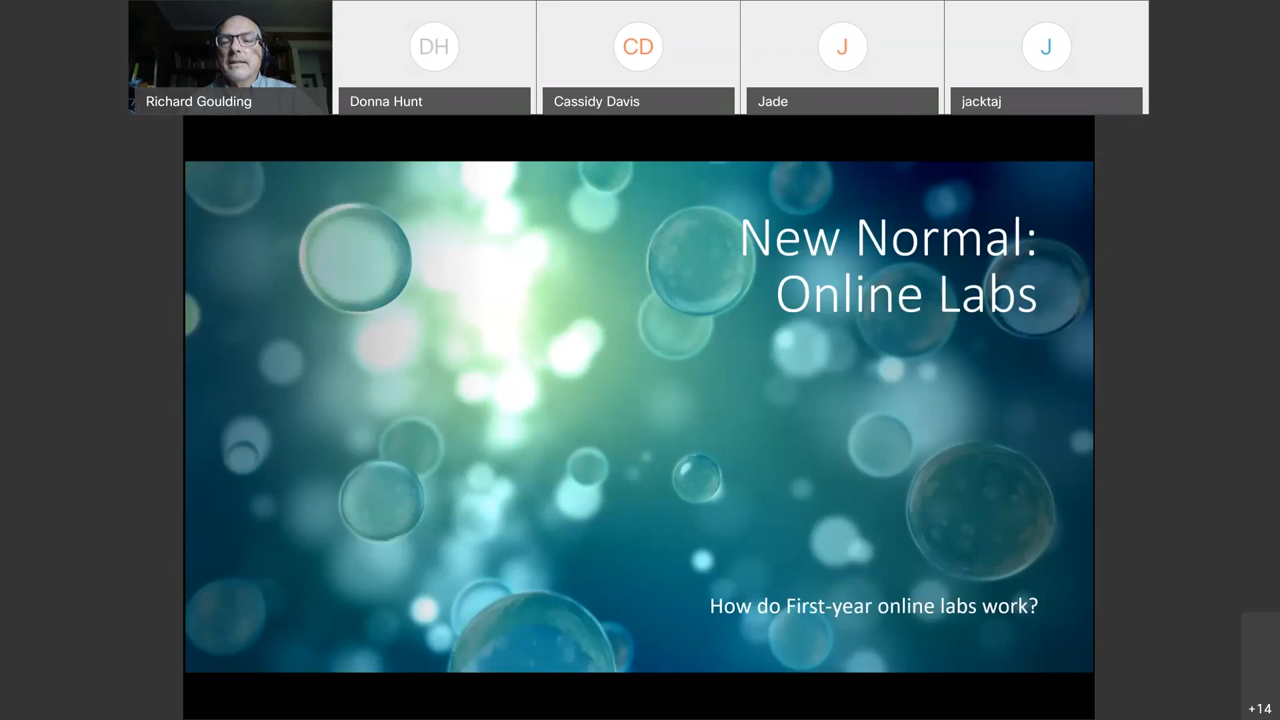 Richard Goulding
DH
Donna Hunt
CD
Cassidy Davis
J
Jade
J
jacktaj
New Normal:
Online Labs
How do First-year online labs work?
+14